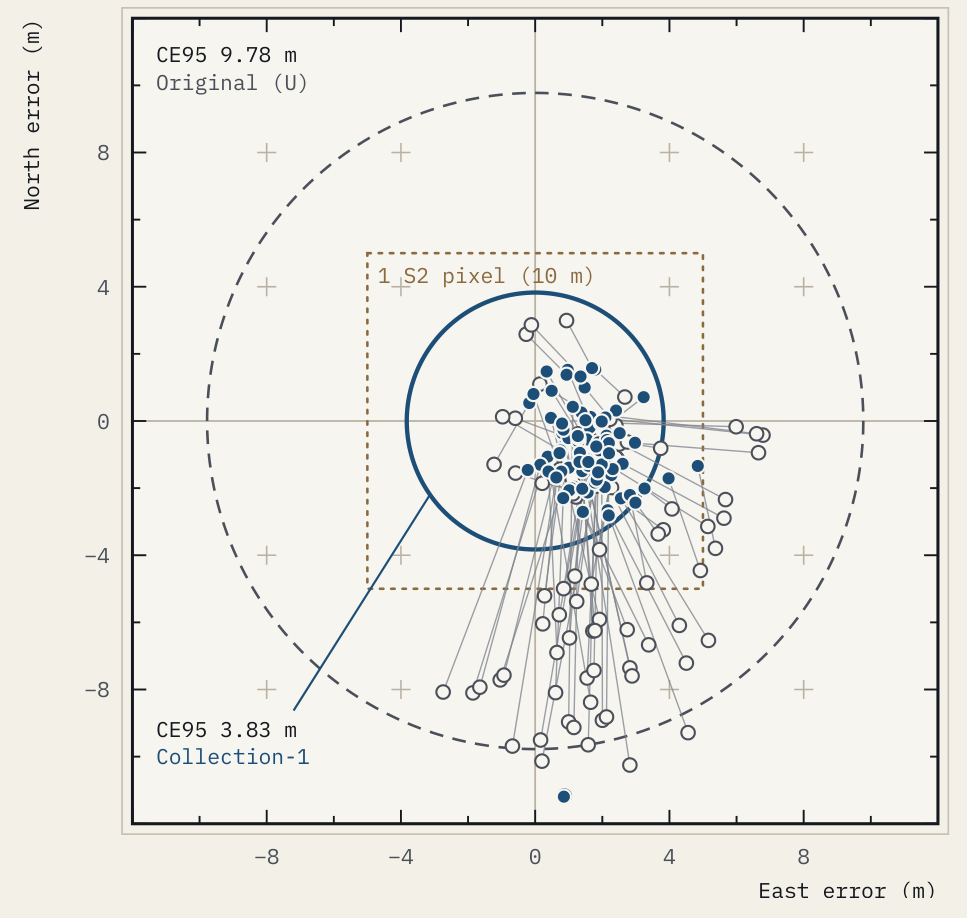 North error (m)
CE95 9.78 m
Original (U)
8
4
0
−4
−8
1 S2 pixel (10 m)
CE95 3.83 m
Collection-1
−8
−4
0
4
8
East error (m)